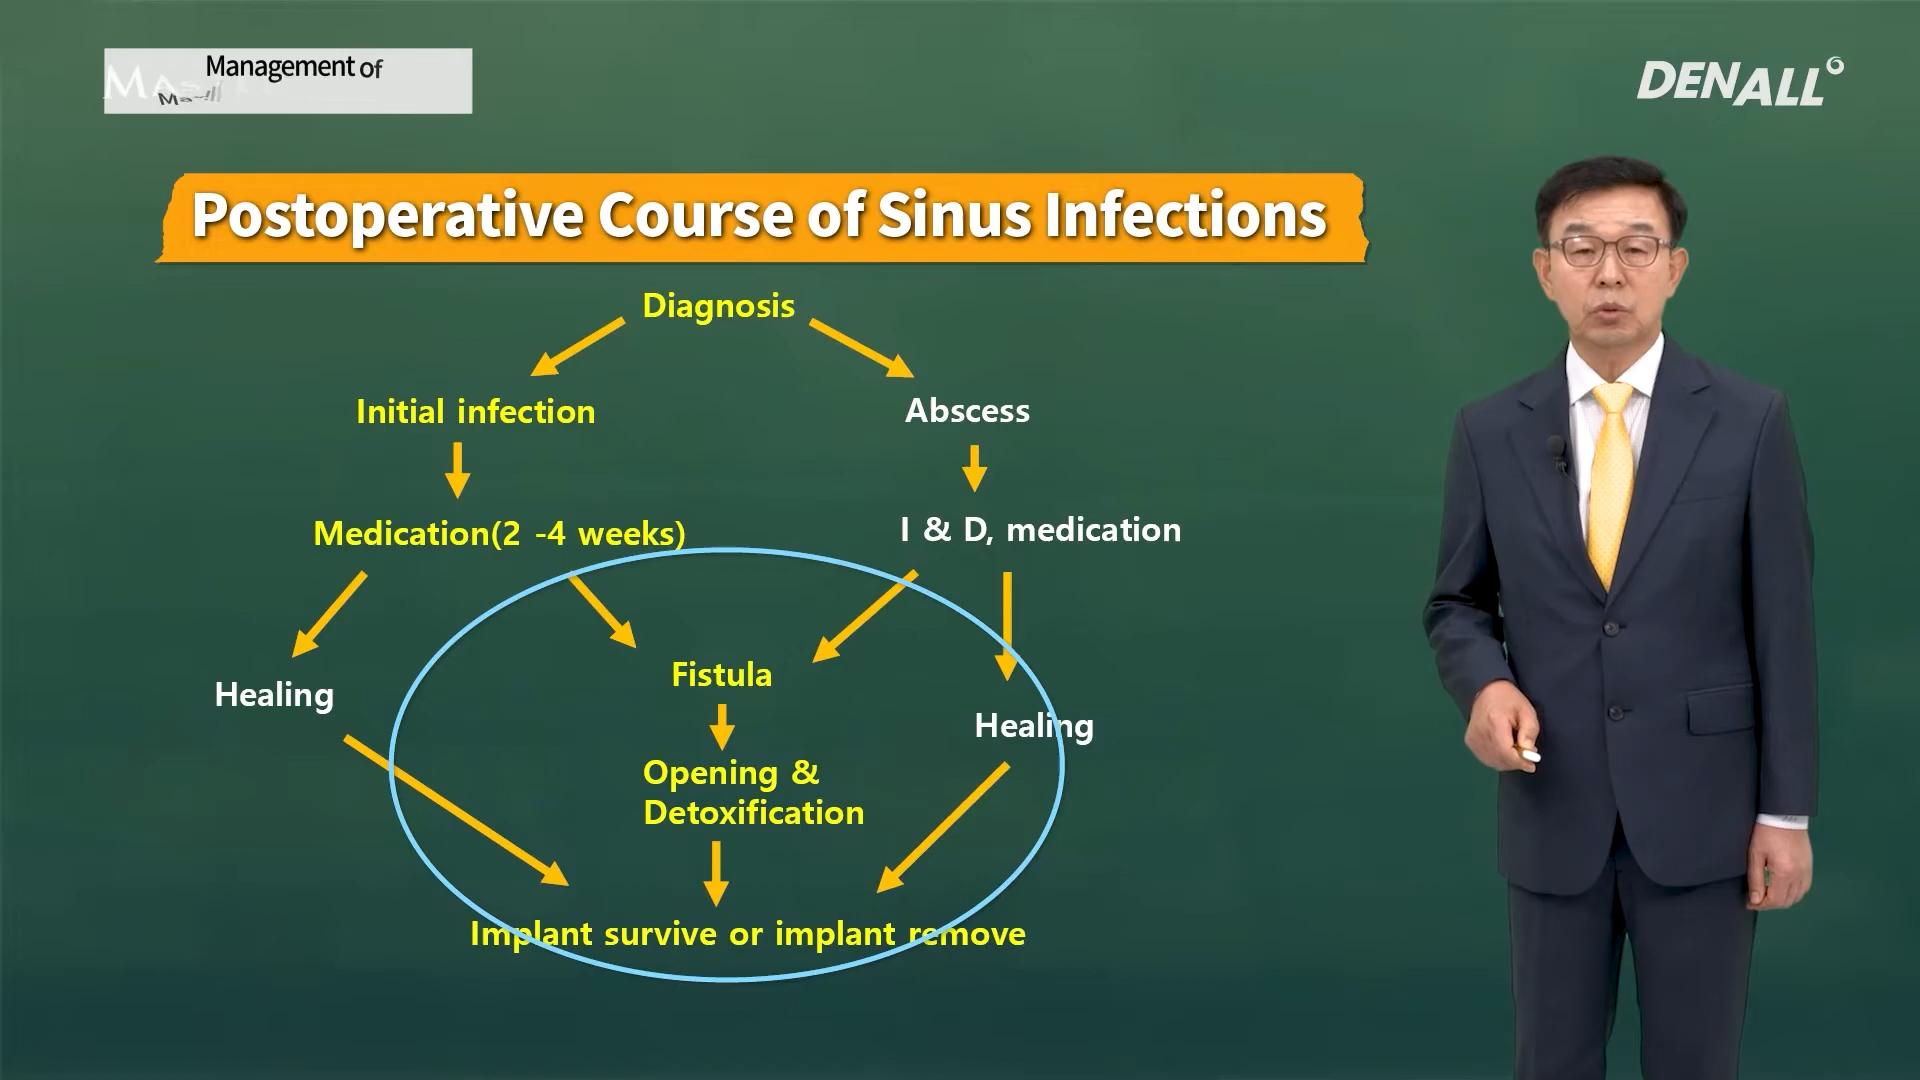 Management of
DENALL
Postoperative Course of Sinus Infections
Diagnosis
Initial infection
Abscess
Medication(2 -4 weeks)
I & D, medication
Fistula
Healing
Healing
Opening &
Detoxification
Implant survive or implant remove